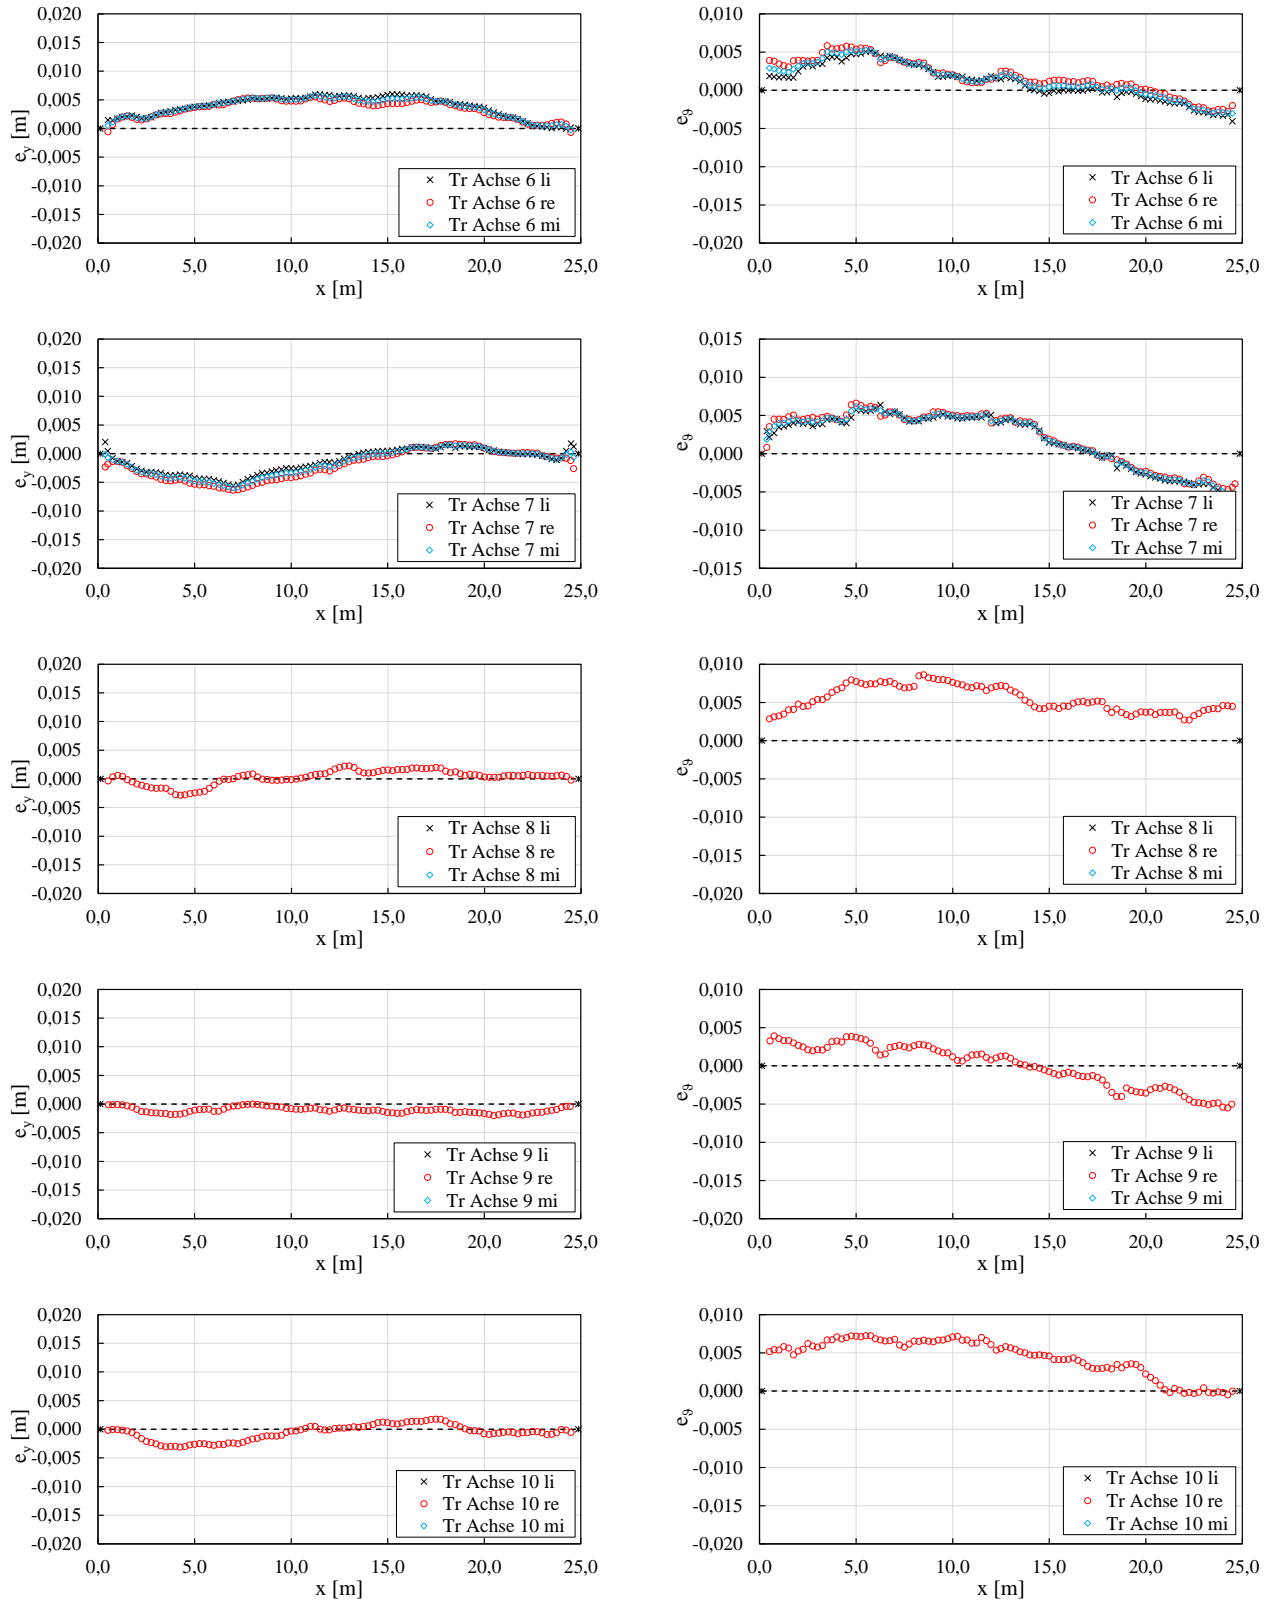 0,020
0,015
0,010
0,005
0,000
-0,005
-0,010
-0,015
-0,020
e_y [m]
0,0 5,0 10,0 15,0 20,0 25,0
x [m]
Tr Achse 6 li
Tr Achse 6 re
Tr Achse 6 mi
0,010
0,005
0,000
-0,005
-0,010
-0,015
-0,020
e_ϑ
0,0 5,0 10,0 15,0 20,0 25,0
x [m]
Tr Achse 6 li
Tr Achse 6 re
Tr Achse 6 mi
0,020
0,015
0,010
0,005
0,000
-0,005
-0,010
-0,015
-0,020
e_y [m]
0,0 5,0 10,0 15,0 20,0 25,0
x [m]
Tr Achse 7 li
Tr Achse 7 re
Tr Achse 7 mi
0,015
0,010
0,005
0,000
-0,005
-0,010
-0,015
e_ϑ
0,0 5,0 10,0 15,0 20,0 25,0
x [m]
Tr Achse 7 li
Tr Achse 7 re
Tr Achse 7 mi
0,020
0,015
0,010
0,005
0,000
-0,005
-0,010
-0,015
-0,020
e_y [m]
0,0 5,0 10,0 15,0 20,0 25,0
x [m]
Tr Achse 8 li
Tr Achse 8 re
Tr Achse 8 mi
0,010
0,005
0,000
-0,005
-0,010
-0,015
-0,020
e_ϑ
0,0 5,0 10,0 15,0 20,0 25,0
x [m]
Tr Achse 8 li
Tr Achse 8 re
Tr Achse 8 mi
0,020
0,015
0,010
0,005
0,000
-0,005
-0,010
-0,015
-0,020
e_y [m]
0,0 5,0 10,0 15,0 20,0 25,0
x [m]
Tr Achse 9 li
Tr Achse 9 re
Tr Achse 9 mi
0,010
0,005
0,000
-0,005
-0,010
-0,015
-0,020
e_ϑ
0,0 5,0 10,0 15,0 20,0 25,0
x [m]
Tr Achse 9 li
Tr Achse 9 re
Tr Achse 9 mi
0,020
0,015
0,010
0,005
0,000
-0,005
-0,010
-0,015
-0,020
e_y [m]
0,0 5,0 10,0 15,0 20,0 25,0
x [m]
Tr Achse 10 li
Tr Achse 10 re
Tr Achse 10 mi
0,010
0,005
0,000
-0,005
-0,010
-0,015
-0,020
e_ϑ
0,0 5,0 10,0 15,0 20,0 25,0
x [m]
Tr Achse 10 li
Tr Achse 10 re
Tr Achse 10 mi